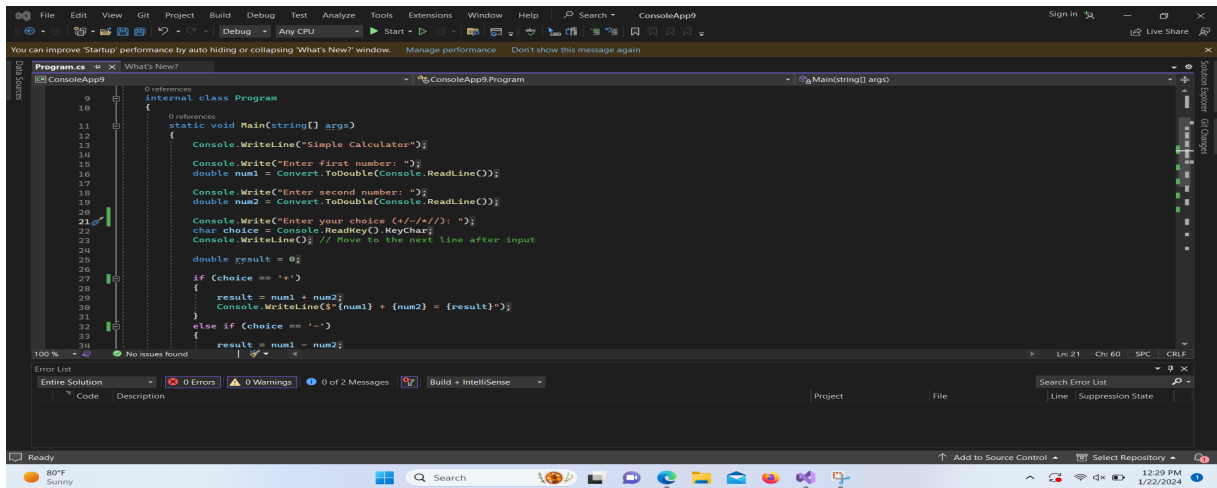 File Edit View Git Project Build Debug Test Analyze Tools Extensions Window Help Search ConsoleApp9 Sign in
Debug Any CPU Start Live Share
You can improve 'Startup' performance by auto hiding or collapsing 'What's New?' window. Manage performance Don't show this message again
Data Sources
Program.cs What's New?
Solution Explorer
Git Changes
C# ConsoleApp9 ConsoleApp9.Program Main(string[] args)
0 references
9 internal class Program
10 {
0 references
11 static void Main(string[] args)
12 {
13 Console.WriteLine("Simple Calculator");
14
15 Console.Write("Enter first number: ");
16 double num1 = Convert.ToDouble(Console.ReadLine());
17
18 Console.Write("Enter second number: ");
19 double num2 = Convert.ToDouble(Console.ReadLine());
20
21 Console.Write("Enter your choice (+/-/*//): ");
22 char choice = Console.ReadKey().KeyChar;
23 Console.WriteLine(); // Move to the next line after input
24
25 double result = 0;
26
27 if (choice == '+')
28 {
29 result = num1 + num2;
30 Console.WriteLine($"{num1} + {num2} = {result}");
31 }
32 else if (choice == '-')
33 {
34 result = num1 - num2;
100 % No issues found Ln: 21 Ch: 60 SPC CRLF
Error List
Entire Solution 0 Errors 0 Warnings 0 of 2 Messages Build + IntelliSense Search Error List
Code Description Project File Line Suppression State
Ready Add to Source Control Select Repository
80°F
Sunny
Search
12:29 PM
1/22/2024